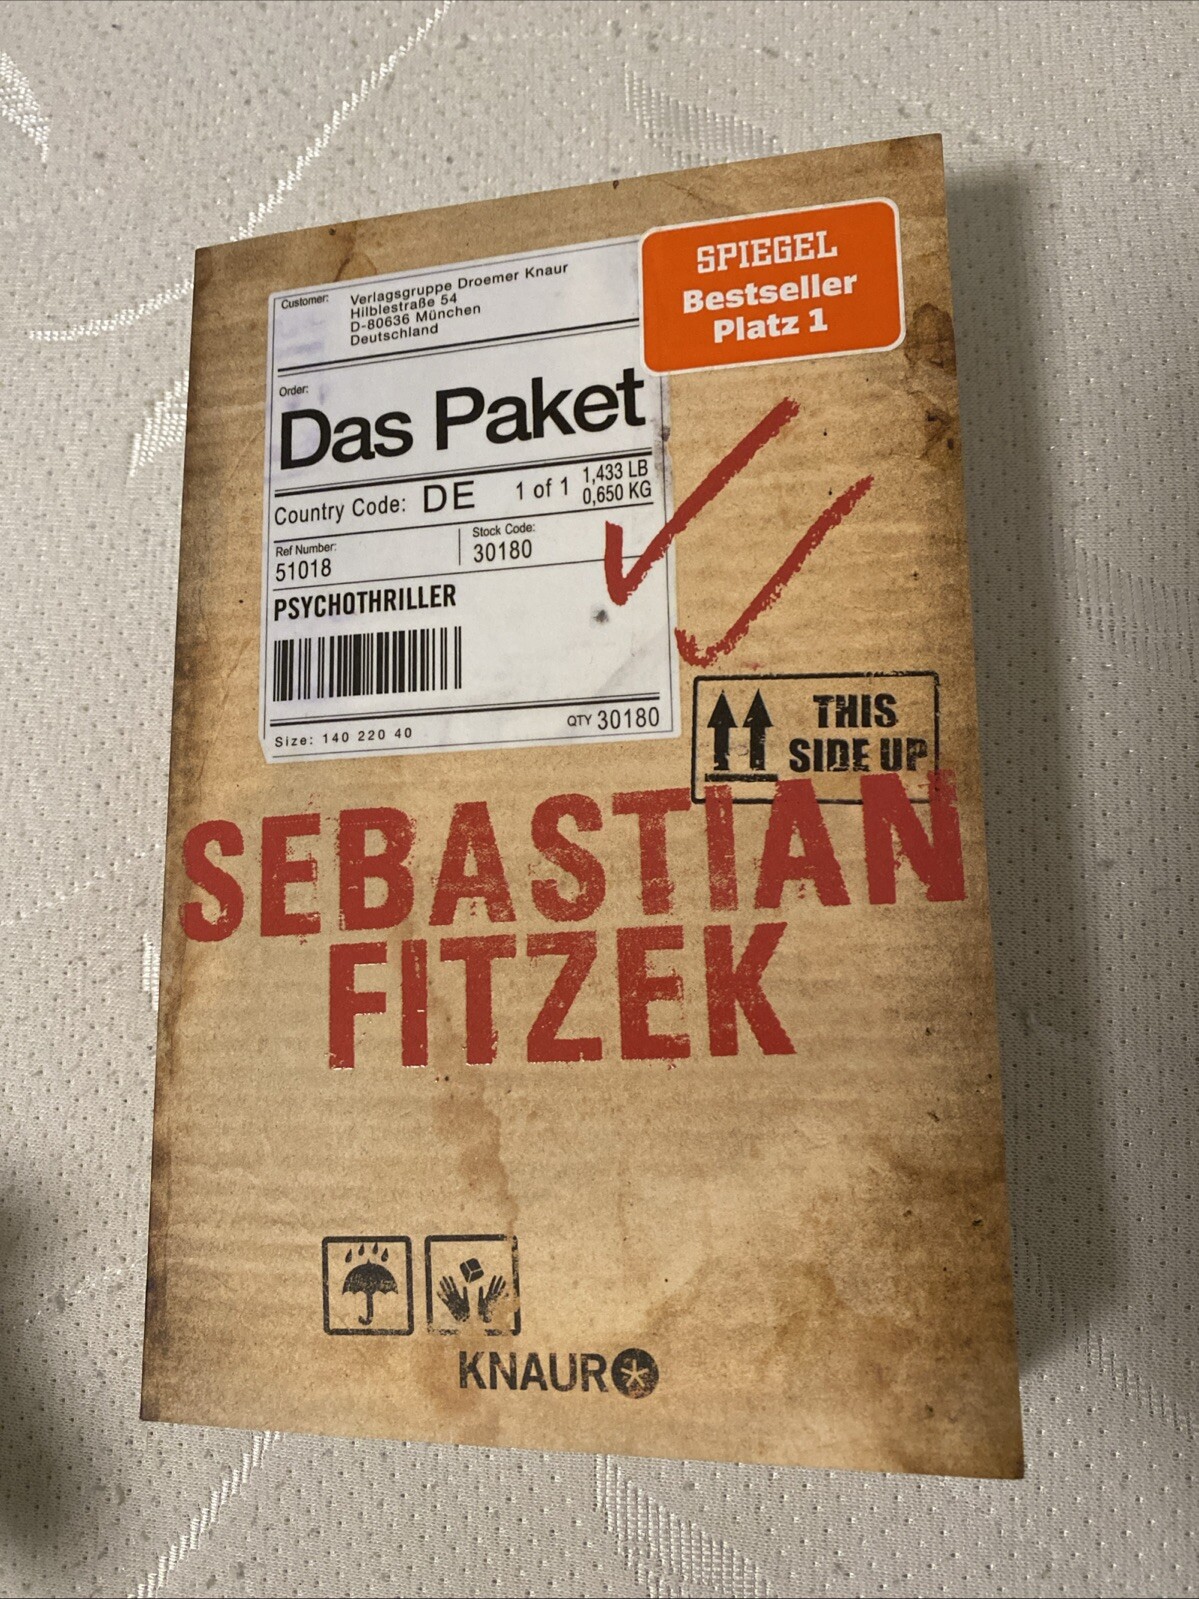 SPIEGEL
Bestseller
Platz 1
Customer:
Verlagsgruppe Droemer Knaur
Hilblestraße 54
D-80636 München
Deutschland
Order:
Das Paket
Country Code: DE 1 of 1 1,433 LB
0,650 KG
Ref Number:
51018
Stock Code:
30180
PSYCHOTHRILLER
QTY 30180
Size: 140 220 40
THIS
SIDE UP
SEBASTIAN
FITZEK
KNAUR